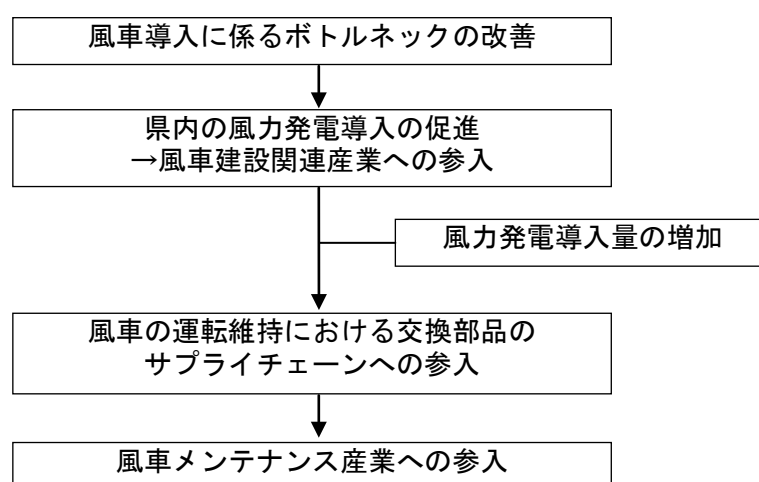 風車導入に係るボトルネックの改善
県内の風力発電導入の促進
→風車建設関連産業への参入
風力発電導入量の増加
風車の運転維持における交換部品の
サプライチェーンへの参入
風車メンテナンス産業への参入